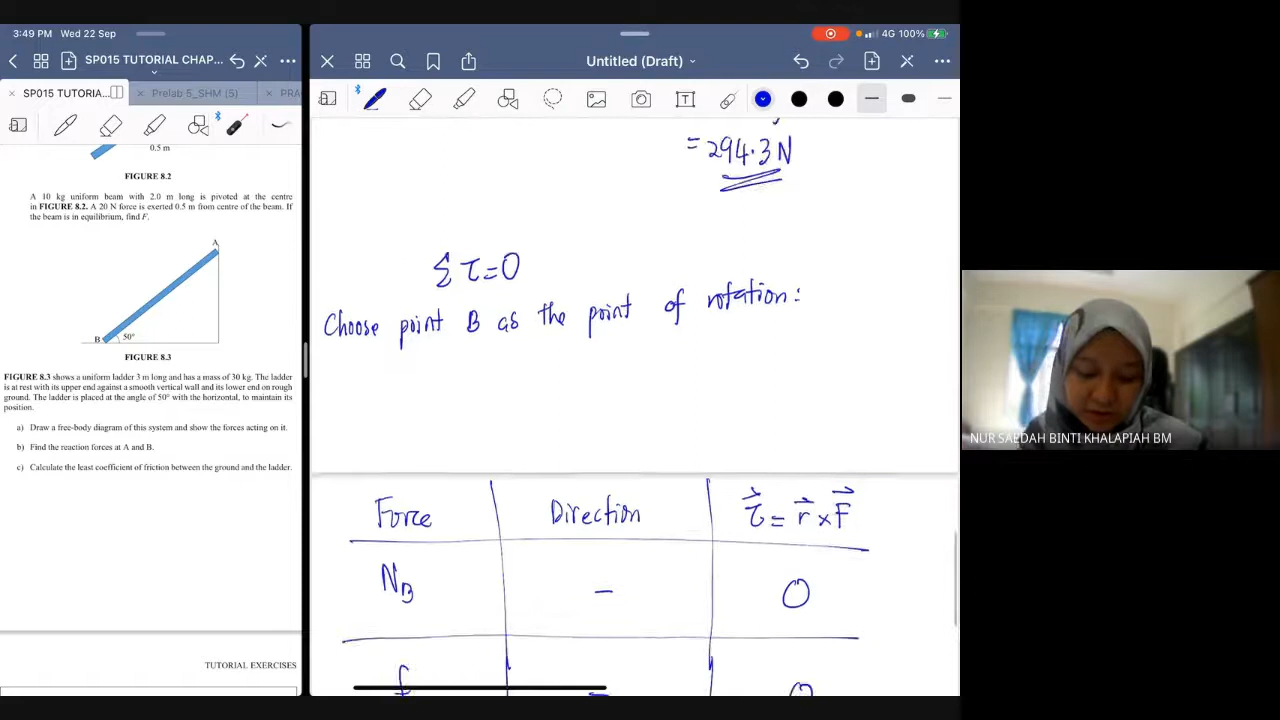 3:49 PM Wed 22 Sep
4G 100%
SP015 TUTORIAL CHAP...
Untitled (Draft)
SP015 TUTORIA...
Prelab 5_SHM (5)
PRA
0.5 m
FIGURE 8.2
A 10 kg uniform beam with 2.0 m long is pivoted at the centre
in FIGURE 8.2. A 20 N force is exerted 0.5 m from centre of the beam. If
the beam is in equilibrium, find F.
A
B
50°
FIGURE 8.3
FIGURE 8.3 shows a uniform ladder 3 m long and has a mass of 30 kg. The ladder
is at rest with its upper end against a smooth vertical wall and its lower end on rough
ground. The ladder is placed at the angle of 50° with the horizontal, to maintain its
position.
a) Draw a free-body diagram of this system and show the forces acting on it.
b) Find the reaction forces at A and B.
c) Calculate the least coefficient of friction between the ground and the ladder.
TUTORIAL EXERCISES
= 294.3 N
Σ τ = 0
Choose point B as the point of rotation:
Force Direction τ⃗ = r⃗ × F⃗
N_B - 0
f - 0
NUR SAEDAH BINTI KHALAPIAH BM